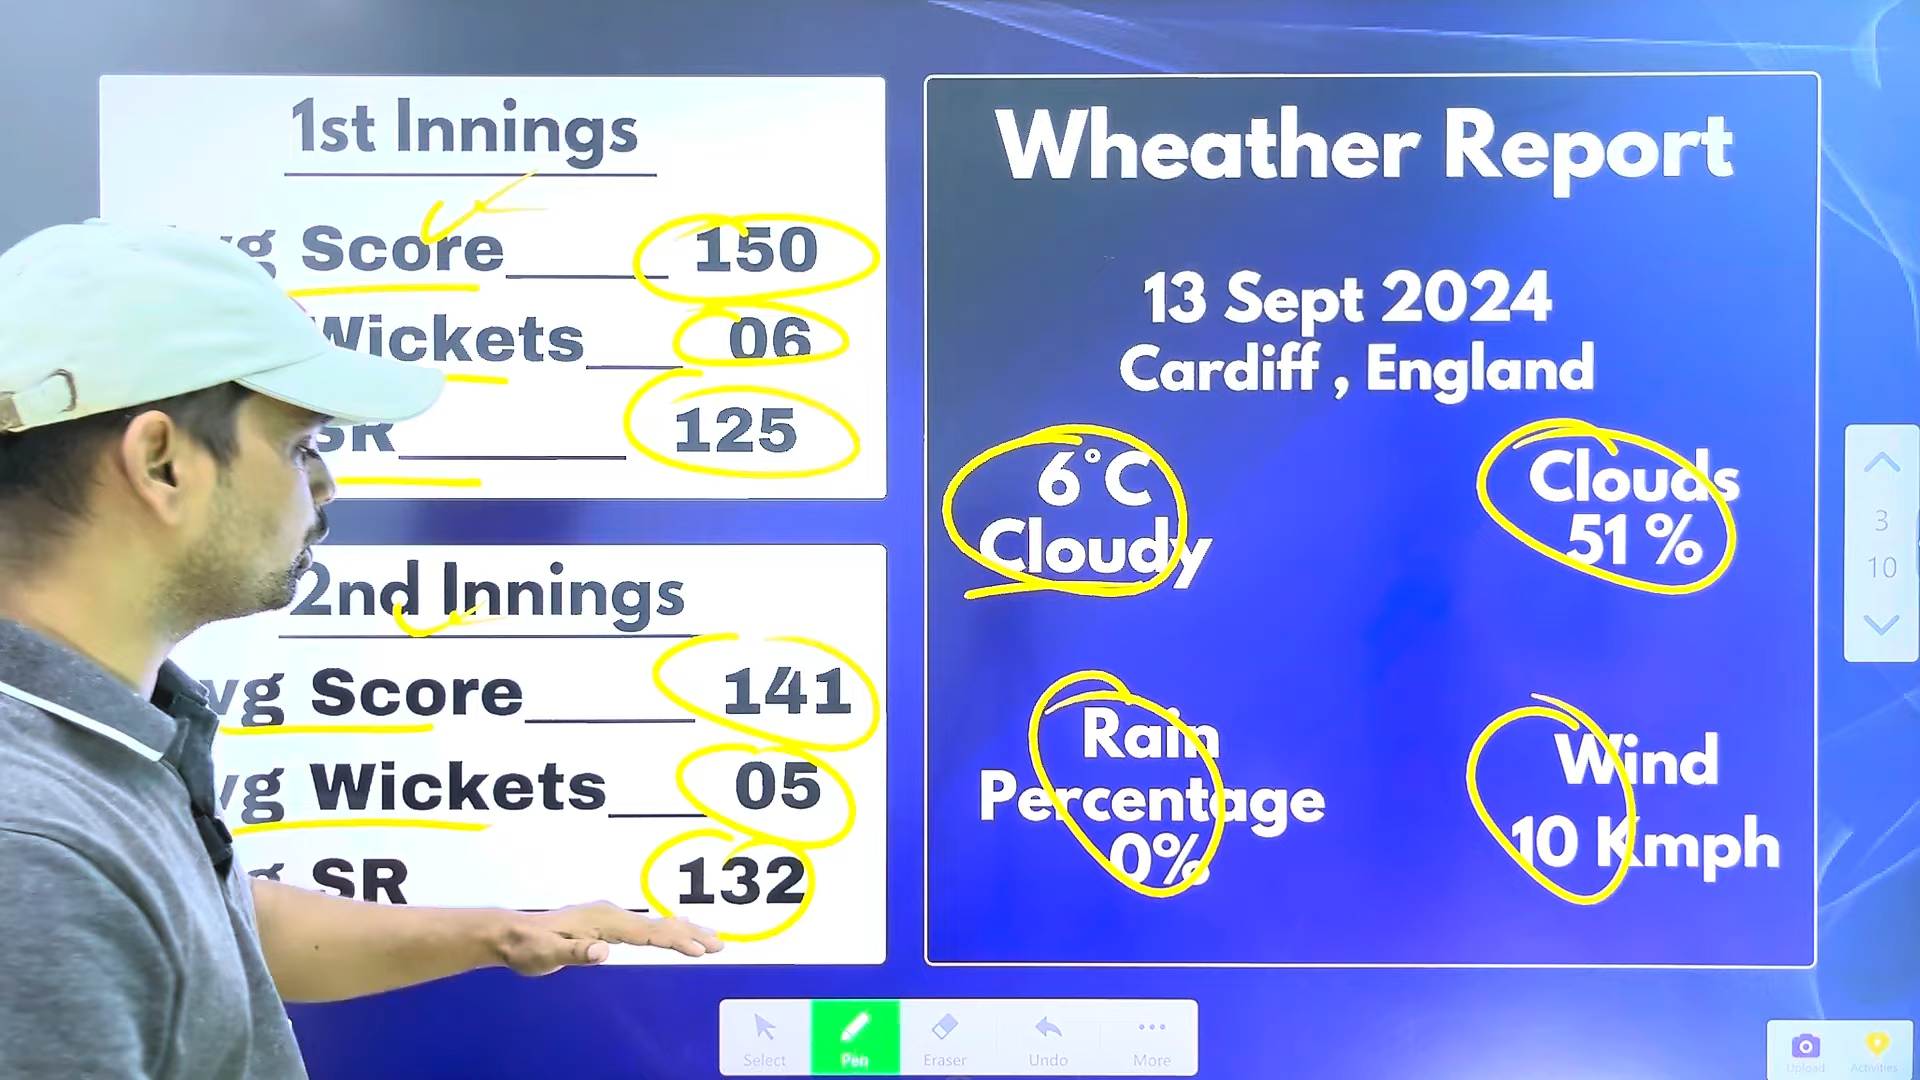 1st Innings
Score 150
Wickets 06
SR 125
2nd Innings
Score 141
Wickets 05
SR 132
Wheather Report
13 Sept 2024
Cardiff , England
6°C
Cloudy
Clouds
51 %
Rain
Percentage
0%
Wind
10 Kmph
3
10
Select
Pen
Eraser
Undo
More
Upload
Activities